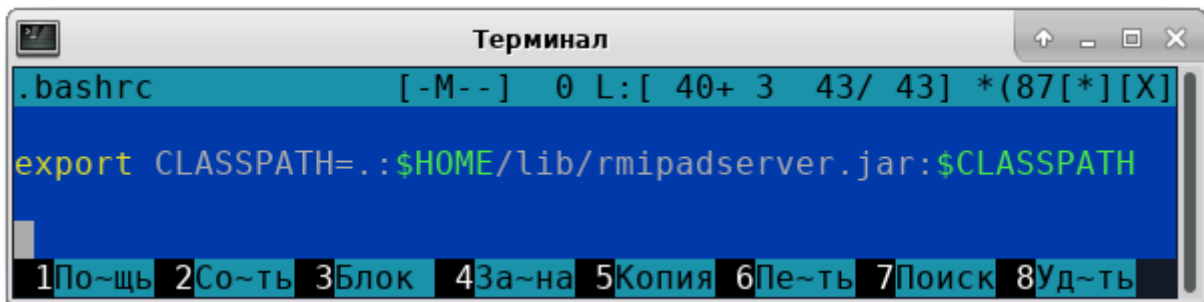 Терминал
.bashrc [-M--] 0 L:[ 40+ 3 43/ 43] *(87[*][X]
export CLASSPATH=.:$HOME/lib/rmipadserver.jar:$CLASSPATH
1По~щь 2Со~ть 3Блок 4За~на 5Копия 6Пе~ть 7Поиск 8Уд~ть